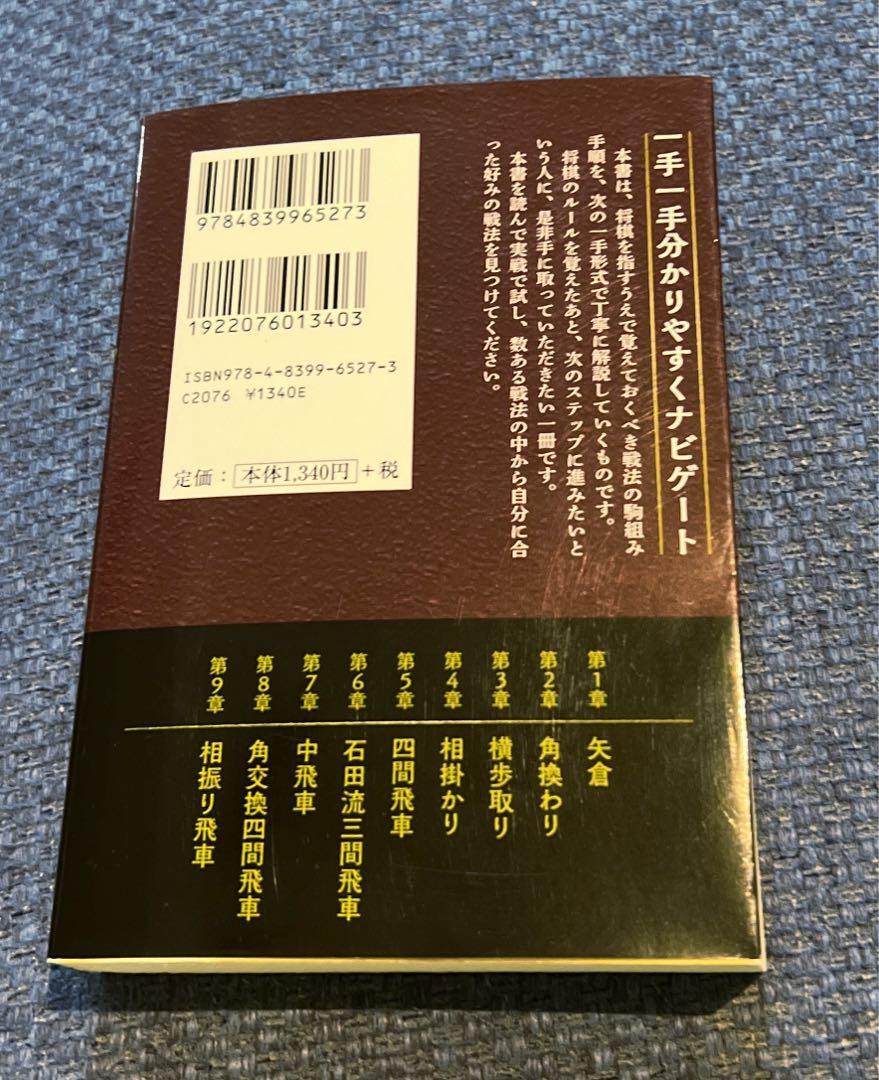 一手一手分かりやすくナビゲート
本書は、将棋を指すうえで覚えておくべき戦法の駒組み
手順を、次の一手形式で丁寧に解説していくものです。
将棋のルールを覚えたあと、次のステップに進みたいと
いう人に、是非手に取っていただきたい一冊です。
本書を読んで実戦で試し、数ある戦法の中から自分に合
った好みの戦法を見つけてください。
9784839965273
1922076013403
ISBN978-4-8399-6527-3
C2076 ¥1340E
定価：本体1,340円＋税
第1章 矢倉
第2章 角換わり
第3章 横歩取り
第4章 相掛かり
第5章 四間飛車
第6章 石田流三間飛車
第7章 中飛車
第8章 角交換四間飛車
第9章 相振り飛車